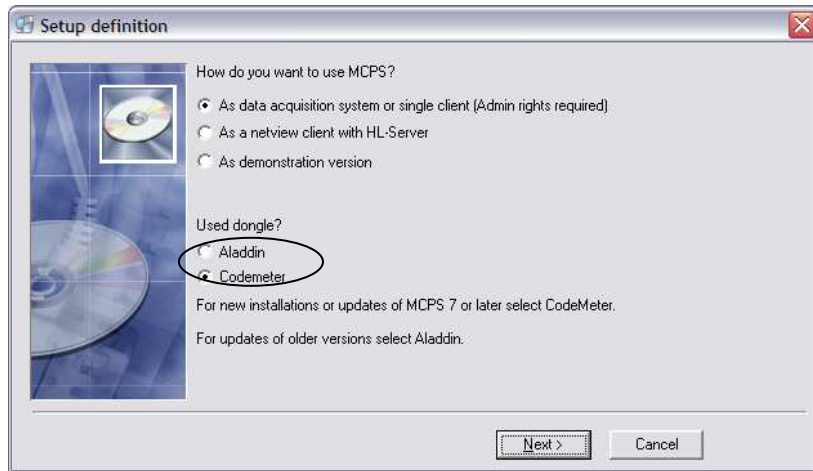 Setup definition
How do you want to use MCPS?
As data acquisition system or single client (Admin rights required)
As a netview client with HL-Server
As demonstration version
Used dongle?
Aladdin
Codemeter
For new installations or updates of MCPS 7 or later select CodeMeter.
For updates of older versions select Aladdin.
Next >
Cancel